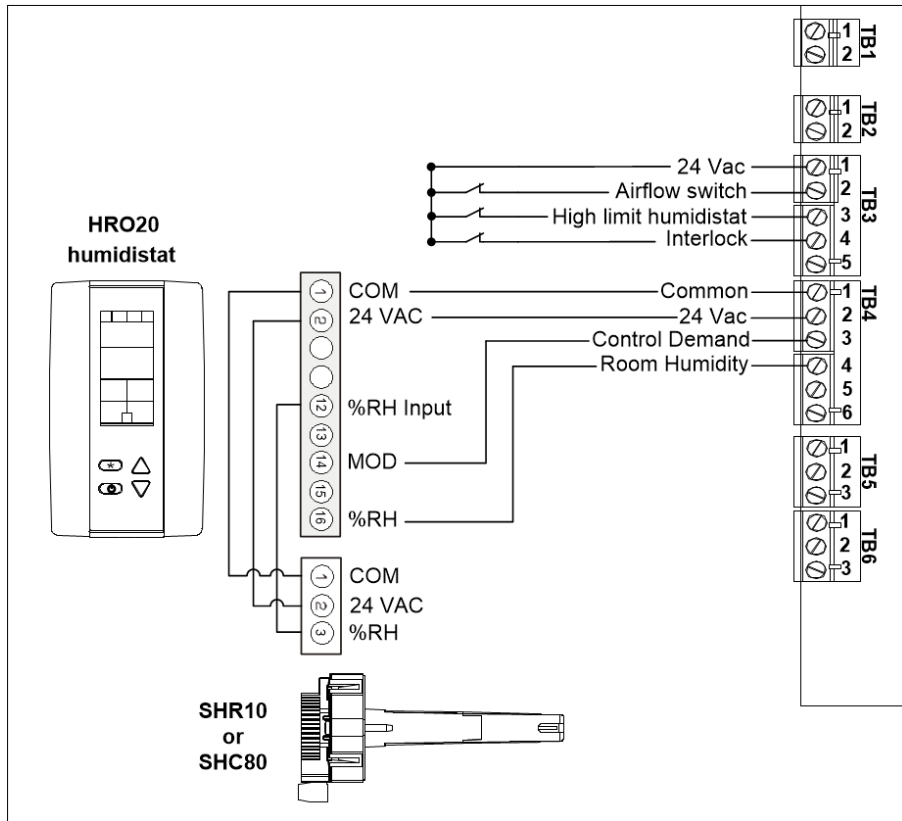 1
2
TB1
1
2
TB2
24 Vac
1
Airflow switch
2
High limit humidistat
3
Interlock
4
5
TB3
HRO20
humidistat
1 COM
Common
1
2 24 VAC
24 Vac
2
Control Demand
3
Room Humidity
4
5
6
TB4
12 %RH Input
13
14 MOD
15
16 %RH
1
2
3
TB5
1
2
3
TB6
1 COM
2 24 VAC
3 %RH
SHR10
or
SHC80